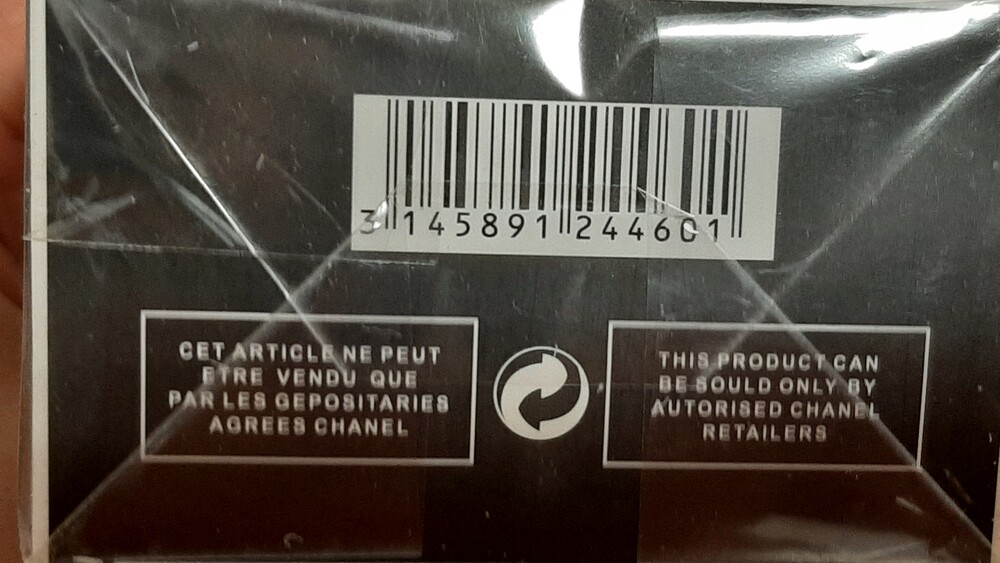 3 145891 244601
CET ARTICLE NE PEUT
ETRE VENDU QUE
PAR LES GEPOSITARIES
AGREES CHANEL
THIS PRODUCT CAN
BE SOULD ONLY BY
AUTORISED CHANEL
RETAILERS